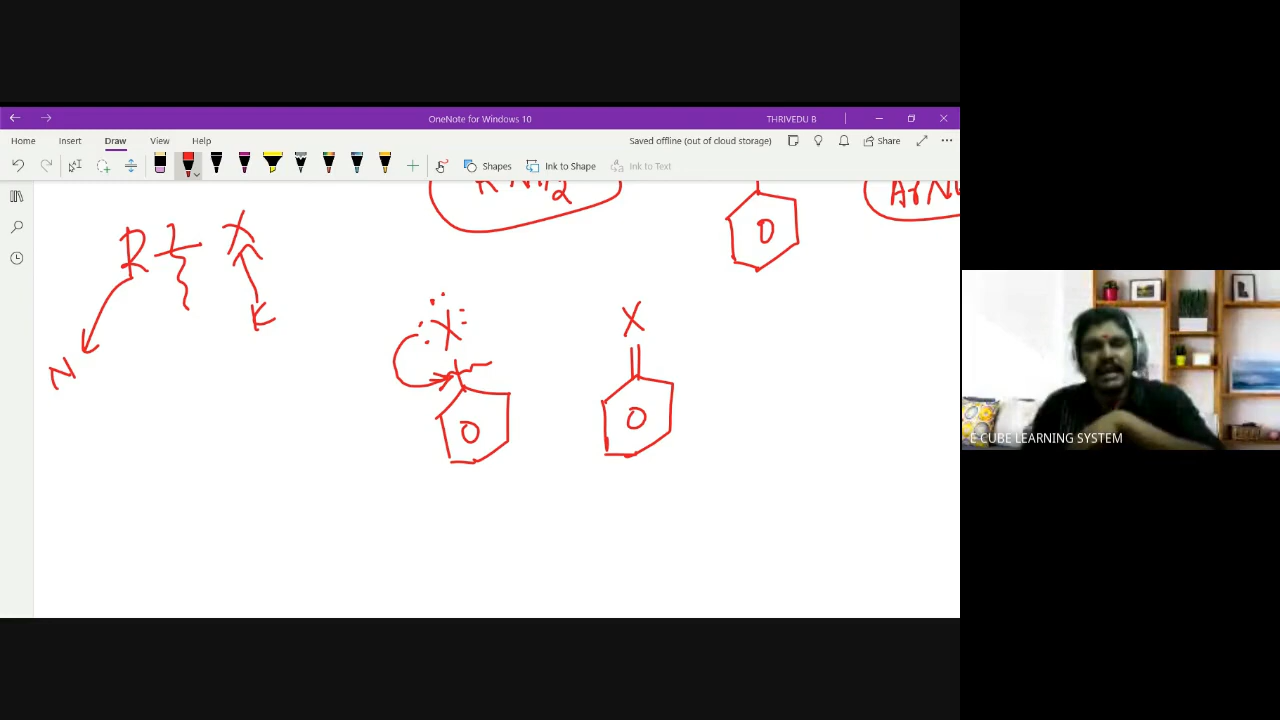 OneNote for Windows 10
THRIVEDU B
Home Insert Draw View Help
Saved offline (out of cloud storage)
Share
Shapes
Ink to Shape
Ink to Text
R X
K
N
X
X
E CUBE LEARNING SYSTEM